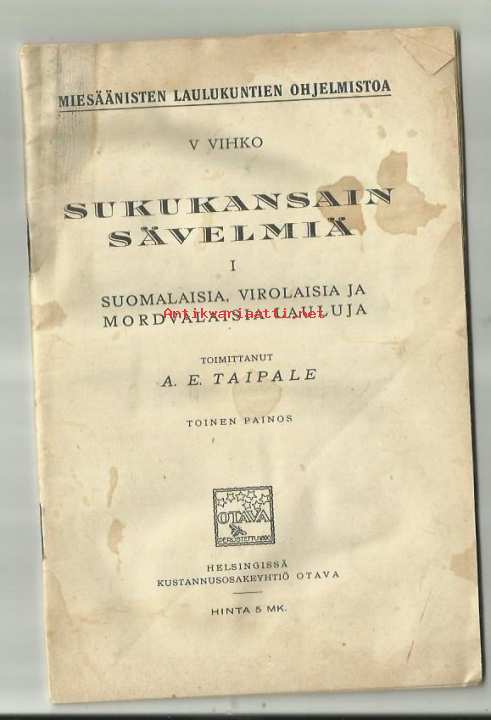 MIESÄÄNISTEN LAULUKUNTIEN OHJELMISTOA
V VIHKO
SUKUKANSAIN
SÄVELMIÄ
I
SUOMALAISIA, VIROLAISIA JA
MORDVALAISIA LAULUJA
Antikvariaatti.net
TOIMITTANUT
A. E. TAIPALE
TOINEN PAINOS
OTAVA
HELSINGISSÄ
KUSTANNUSOSAKEYHTIÖ OTAVA
HINTA 5 MK.